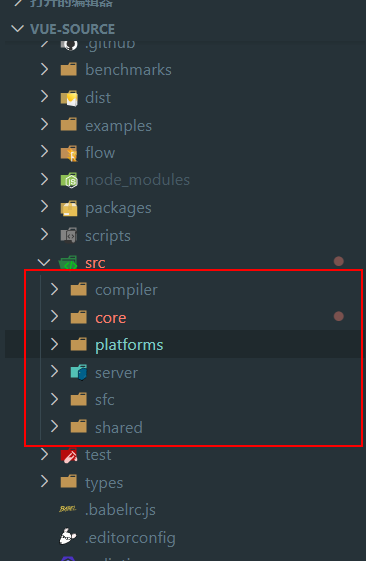 打开的编辑器
VUE-SOURCE
.github
benchmarks
dist
examples
flow
node_modules
packages
scripts
src
compiler
core
platforms
server
sfc
shared
test
types
.babelrc.js
.editorconfig